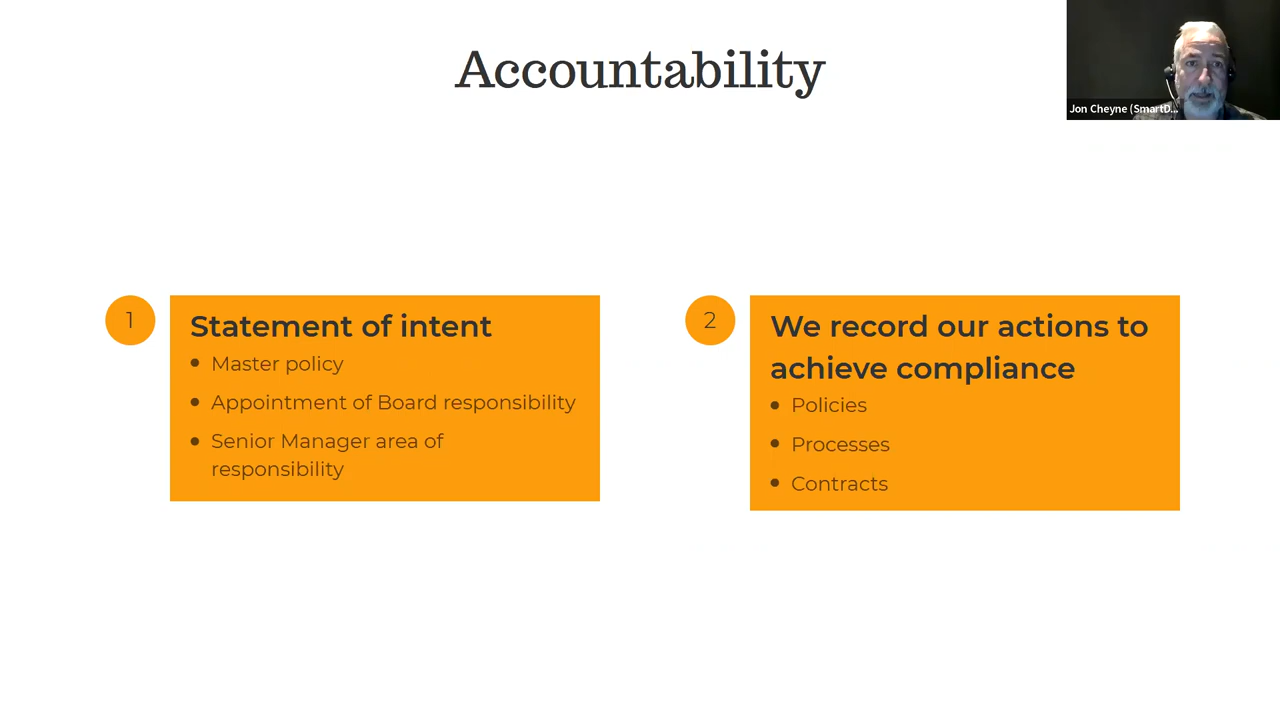 Accountability
Jon Cheyne (SmartD...
1
Statement of intent
• Master policy
• Appointment of Board responsibility
• Senior Manager area of
responsibility
2
We record our actions to
achieve compliance
• Policies
• Processes
• Contracts